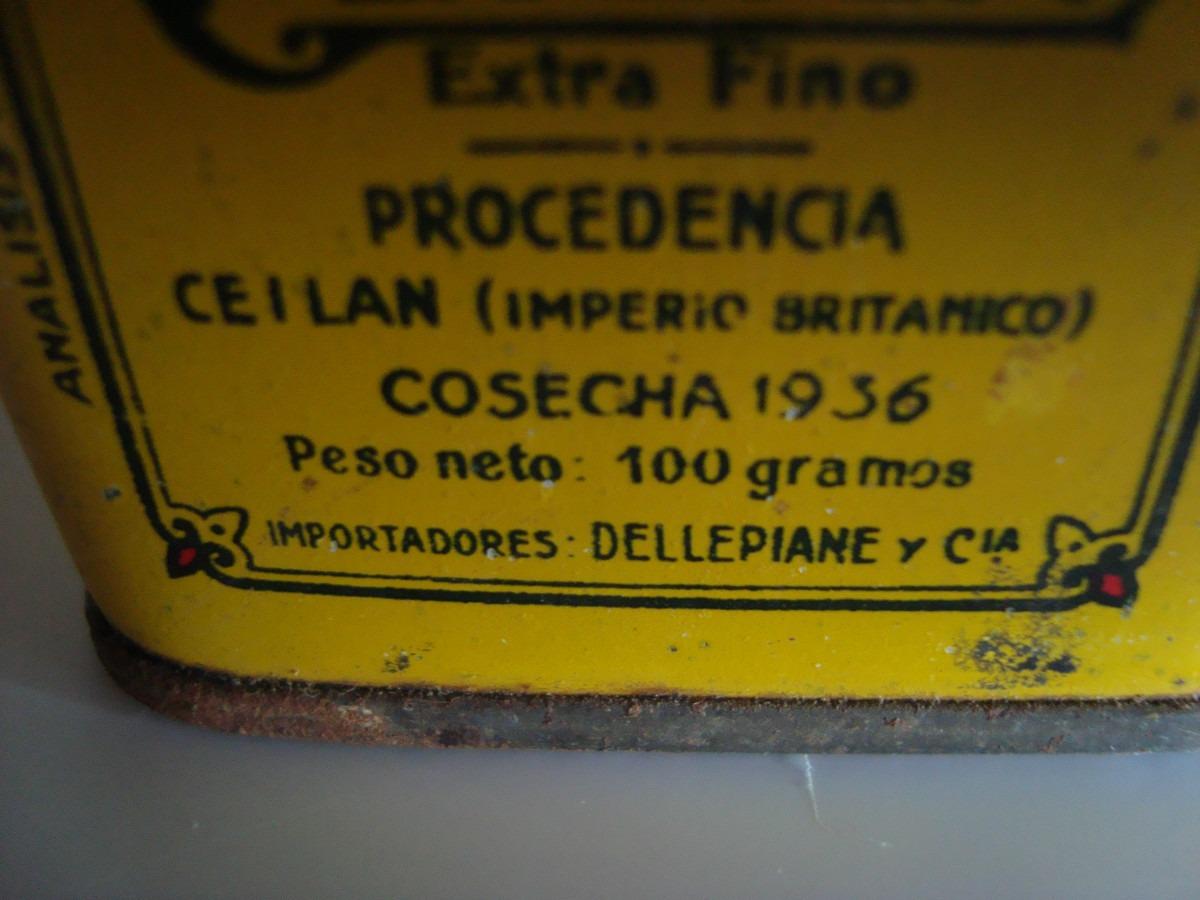 Extra Fino
PROCEDENCIA
CEILAN (IMPERIO BRITANICO)
COSECHA 1936
Peso neto: 100 gramos
IMPORTADORES: DELLEPIANE Y CIA.
ANALISIS